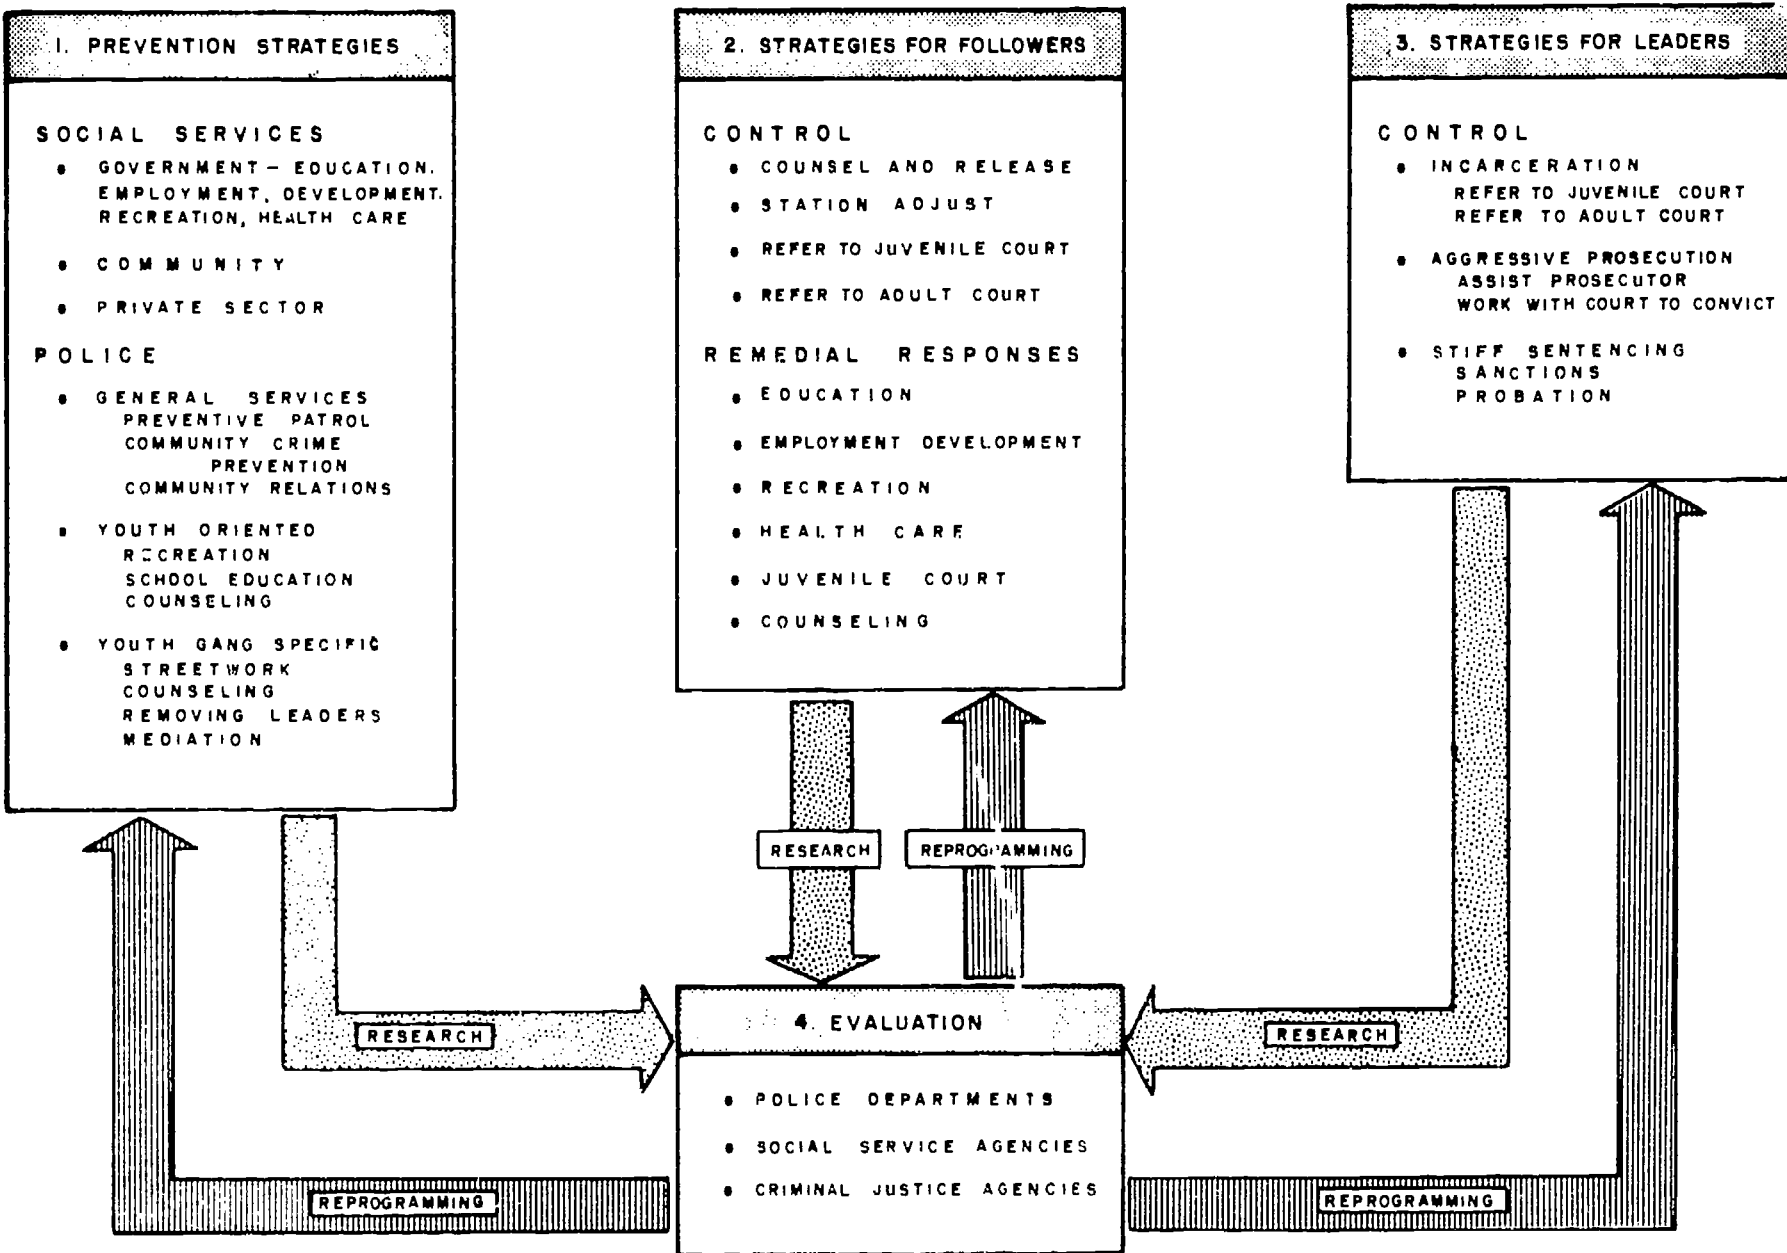 1. PREVENTION STRATEGIES
SOCIAL SERVICES
• GOVERNMENT – EDUCATION,
EMPLOYMENT, DEVELOPMENT,
RECREATION, HEALTH CARE
• COMMUNITY
• PRIVATE SECTOR
POLICE
• GENERAL SERVICES
PREVENTIVE PATROL
COMMUNITY CRIME
PREVENTION
COMMUNITY RELATIONS
• YOUTH ORIENTED
RECREATION
SCHOOL EDUCATION
COUNSELING
• YOUTH GANG SPECIFIC
STREETWORK
COUNSELING
REMOVING LEADERS
MEDIATION
2. STRATEGIES FOR FOLLOWERS
CONTROL
• COUNSEL AND RELEASE
• STATION ADJUST
• REFER TO JUVENILE COURT
• REFER TO ADULT COURT
REMEDIAL RESPONSES
• EDUCATION
• EMPLOYMENT DEVELOPMENT
• RECREATION
• HEALTH CARE
• JUVENILE COURT
• COUNSELING
3. STRATEGIES FOR LEADERS
CONTROL
• INCARCERATION
REFER TO JUVENILE COURT
REFER TO ADULT COURT
• AGGRESSIVE PROSECUTION
ASSIST PROSECUTOR
WORK WITH COURT TO CONVICT
• STIFF SENTENCING
SANCTIONS
PROBATION
RESEARCH
REPROGRAMMING
RESEARCH
RESEARCH
4. EVALUATION
• POLICE DEPARTMENTS
• SOCIAL SERVICE AGENCIES
• CRIMINAL JUSTICE AGENCIES
REPROGRAMMING
REPROGRAMMING